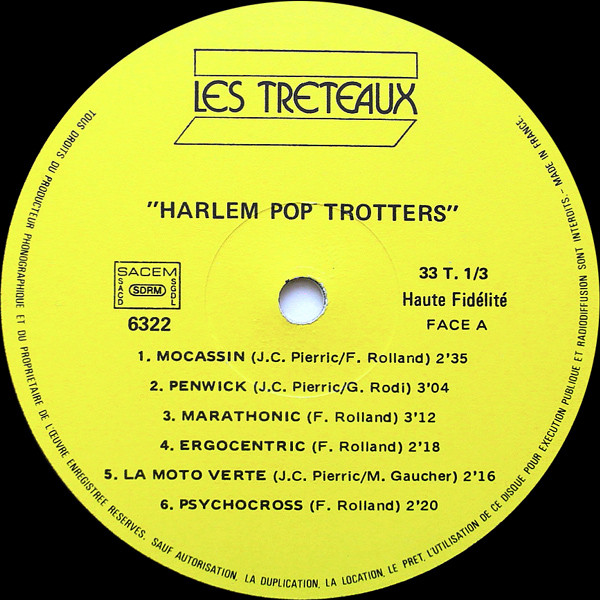 LES TRETEAUX
"HARLEM POP TROTTERS"
SACEM
SACD
SDRM
SGDL
6322
33 T. 1/3
Haute Fidélité
FACE A
1. MOCASSIN (J.C. Pierric/F. Rolland) 2'35
2. PENWICK (J.C. Pierric/G. Rodi) 3'04
3. MARATHONIC (F. Rolland) 3'12
4. ERGOCENTRIC (F. Rolland) 2'18
5. LA MOTO VERTE (J.C. Pierric/M. Gaucher) 2'16
6. PSYCHOCROSS (F. Rolland) 2'20
TOUS DROITS DU PRODUCTEUR PHONOGRAPHIQUE ET DU PROPRIETAIRE DE L'ŒUVRE ENREGISTREE RESERVES. SAUF AUTORISATION, LA DUPLICATION, LA LOCATION, LE PRET, L'UTILISATION DE CE DISQUE POUR EXECUTION PUBLIQUE ET RADIODIFFUSION SONT INTERDITS. - MADE IN FRANCE.